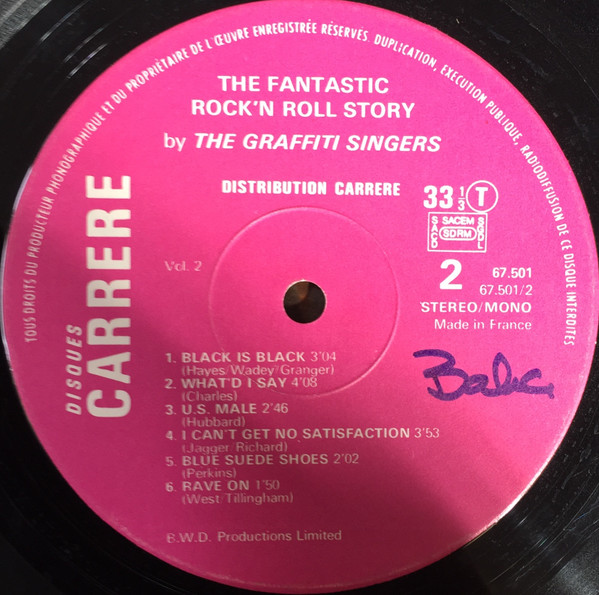 TOUS DROITS DU PRODUCTEUR PHONOGRAPHIQUE ET DU PROPRIÉTAIRE DE L'ŒUVRE ENREGISTRÉE RÉSERVÉS. DUPLICATION, EXECUTION PUBLIQUE, RADIODIFFUSION DE CE DISQUE INTERDITES
THE FANTASTIC
ROCK'N ROLL STORY
by THE GRAFFITI SINGERS
DISTRIBUTION CARRERE
33 1/3 T
SACD SACEM SDRM SGDL
DISQUES
CARRERE
Vol. 2
2
67.501
67.501/2
STEREO/MONO
Made in France
1. BLACK IS BLACK 3'04
(Hayes/Wadey/Granger)
2. WHAT'D I SAY 4'08
(Charles)
3. U.S. MALE 2'46
(Hubbard)
4. I CAN'T GET NO SATISFACTION 3'53
(Jagger/Richard)
5. BLUE SUEDE SHOES 2'02
(Perkins)
6. RAVE ON 1'50
(West/Tillingham)
B.W.D. Productions Limited